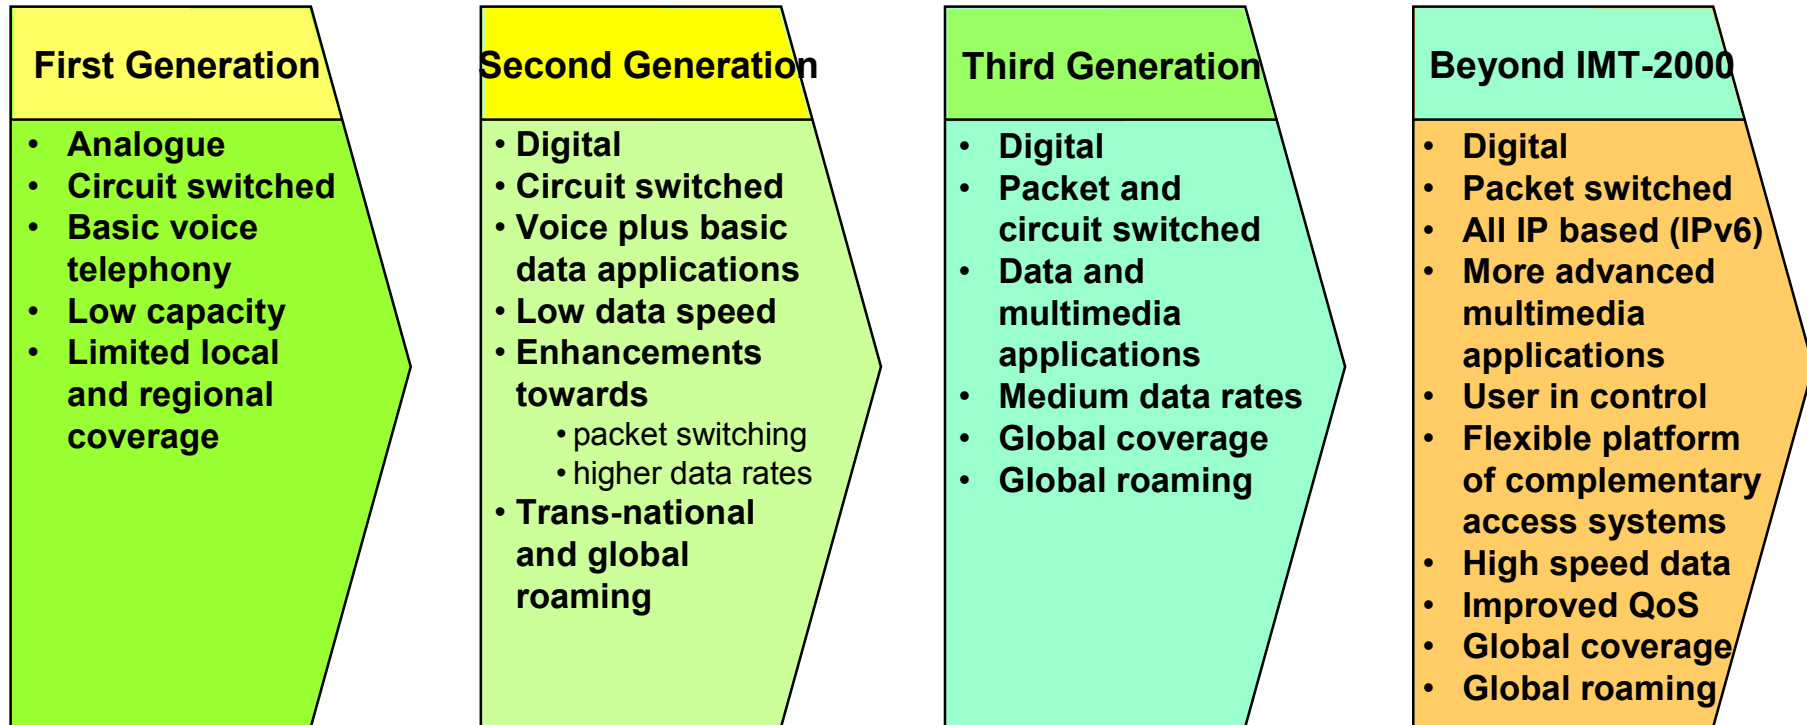 First Generation
• Analogue
• Circuit switched
• Basic voice
telephony
• Low capacity
• Limited local
and regional
coverage
Second Generation
• Digital
• Circuit switched
• Voice plus basic
data applications
• Low data speed
• Enhancements
towards
• packet switching
• higher data rates
• Trans-national
and global
roaming
Third Generation
• Digital
• Packet and
circuit switched
• Data and
multimedia
applications
• Medium data rates
• Global coverage
• Global roaming
Beyond IMT-2000
• Digital
• Packet switched
• All IP based (IPv6)
• More advanced
multimedia
applications
• User in control
• Flexible platform
of complementary
access systems
• High speed data
• Improved QoS
• Global coverage
• Global roaming